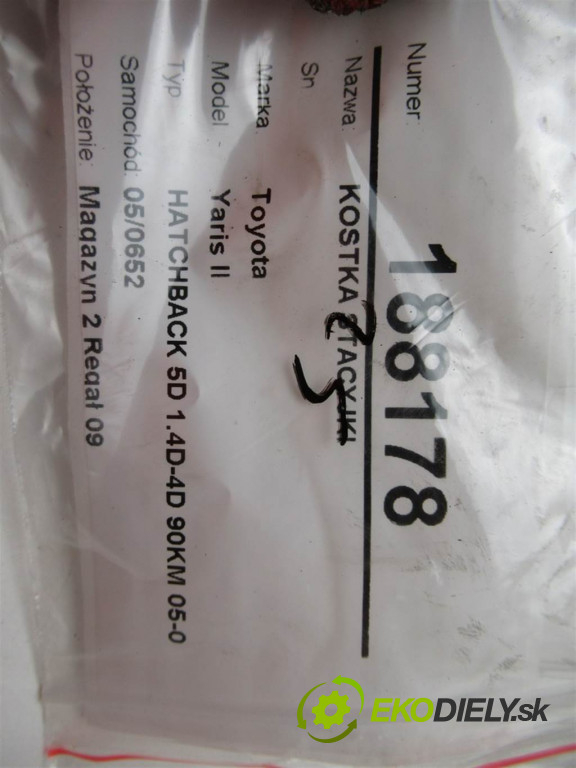 Numer: 188178
Nazwa: KOSTKA STACYJKI
Sn
Marka Toyota
Model Yaris II
Typ HATCHBACK 5D 1.4D-4D 90KM 05-0
Samochód: 05/0652
Położenie: Magazyn 2 Regał 09
EKODIELY.sk